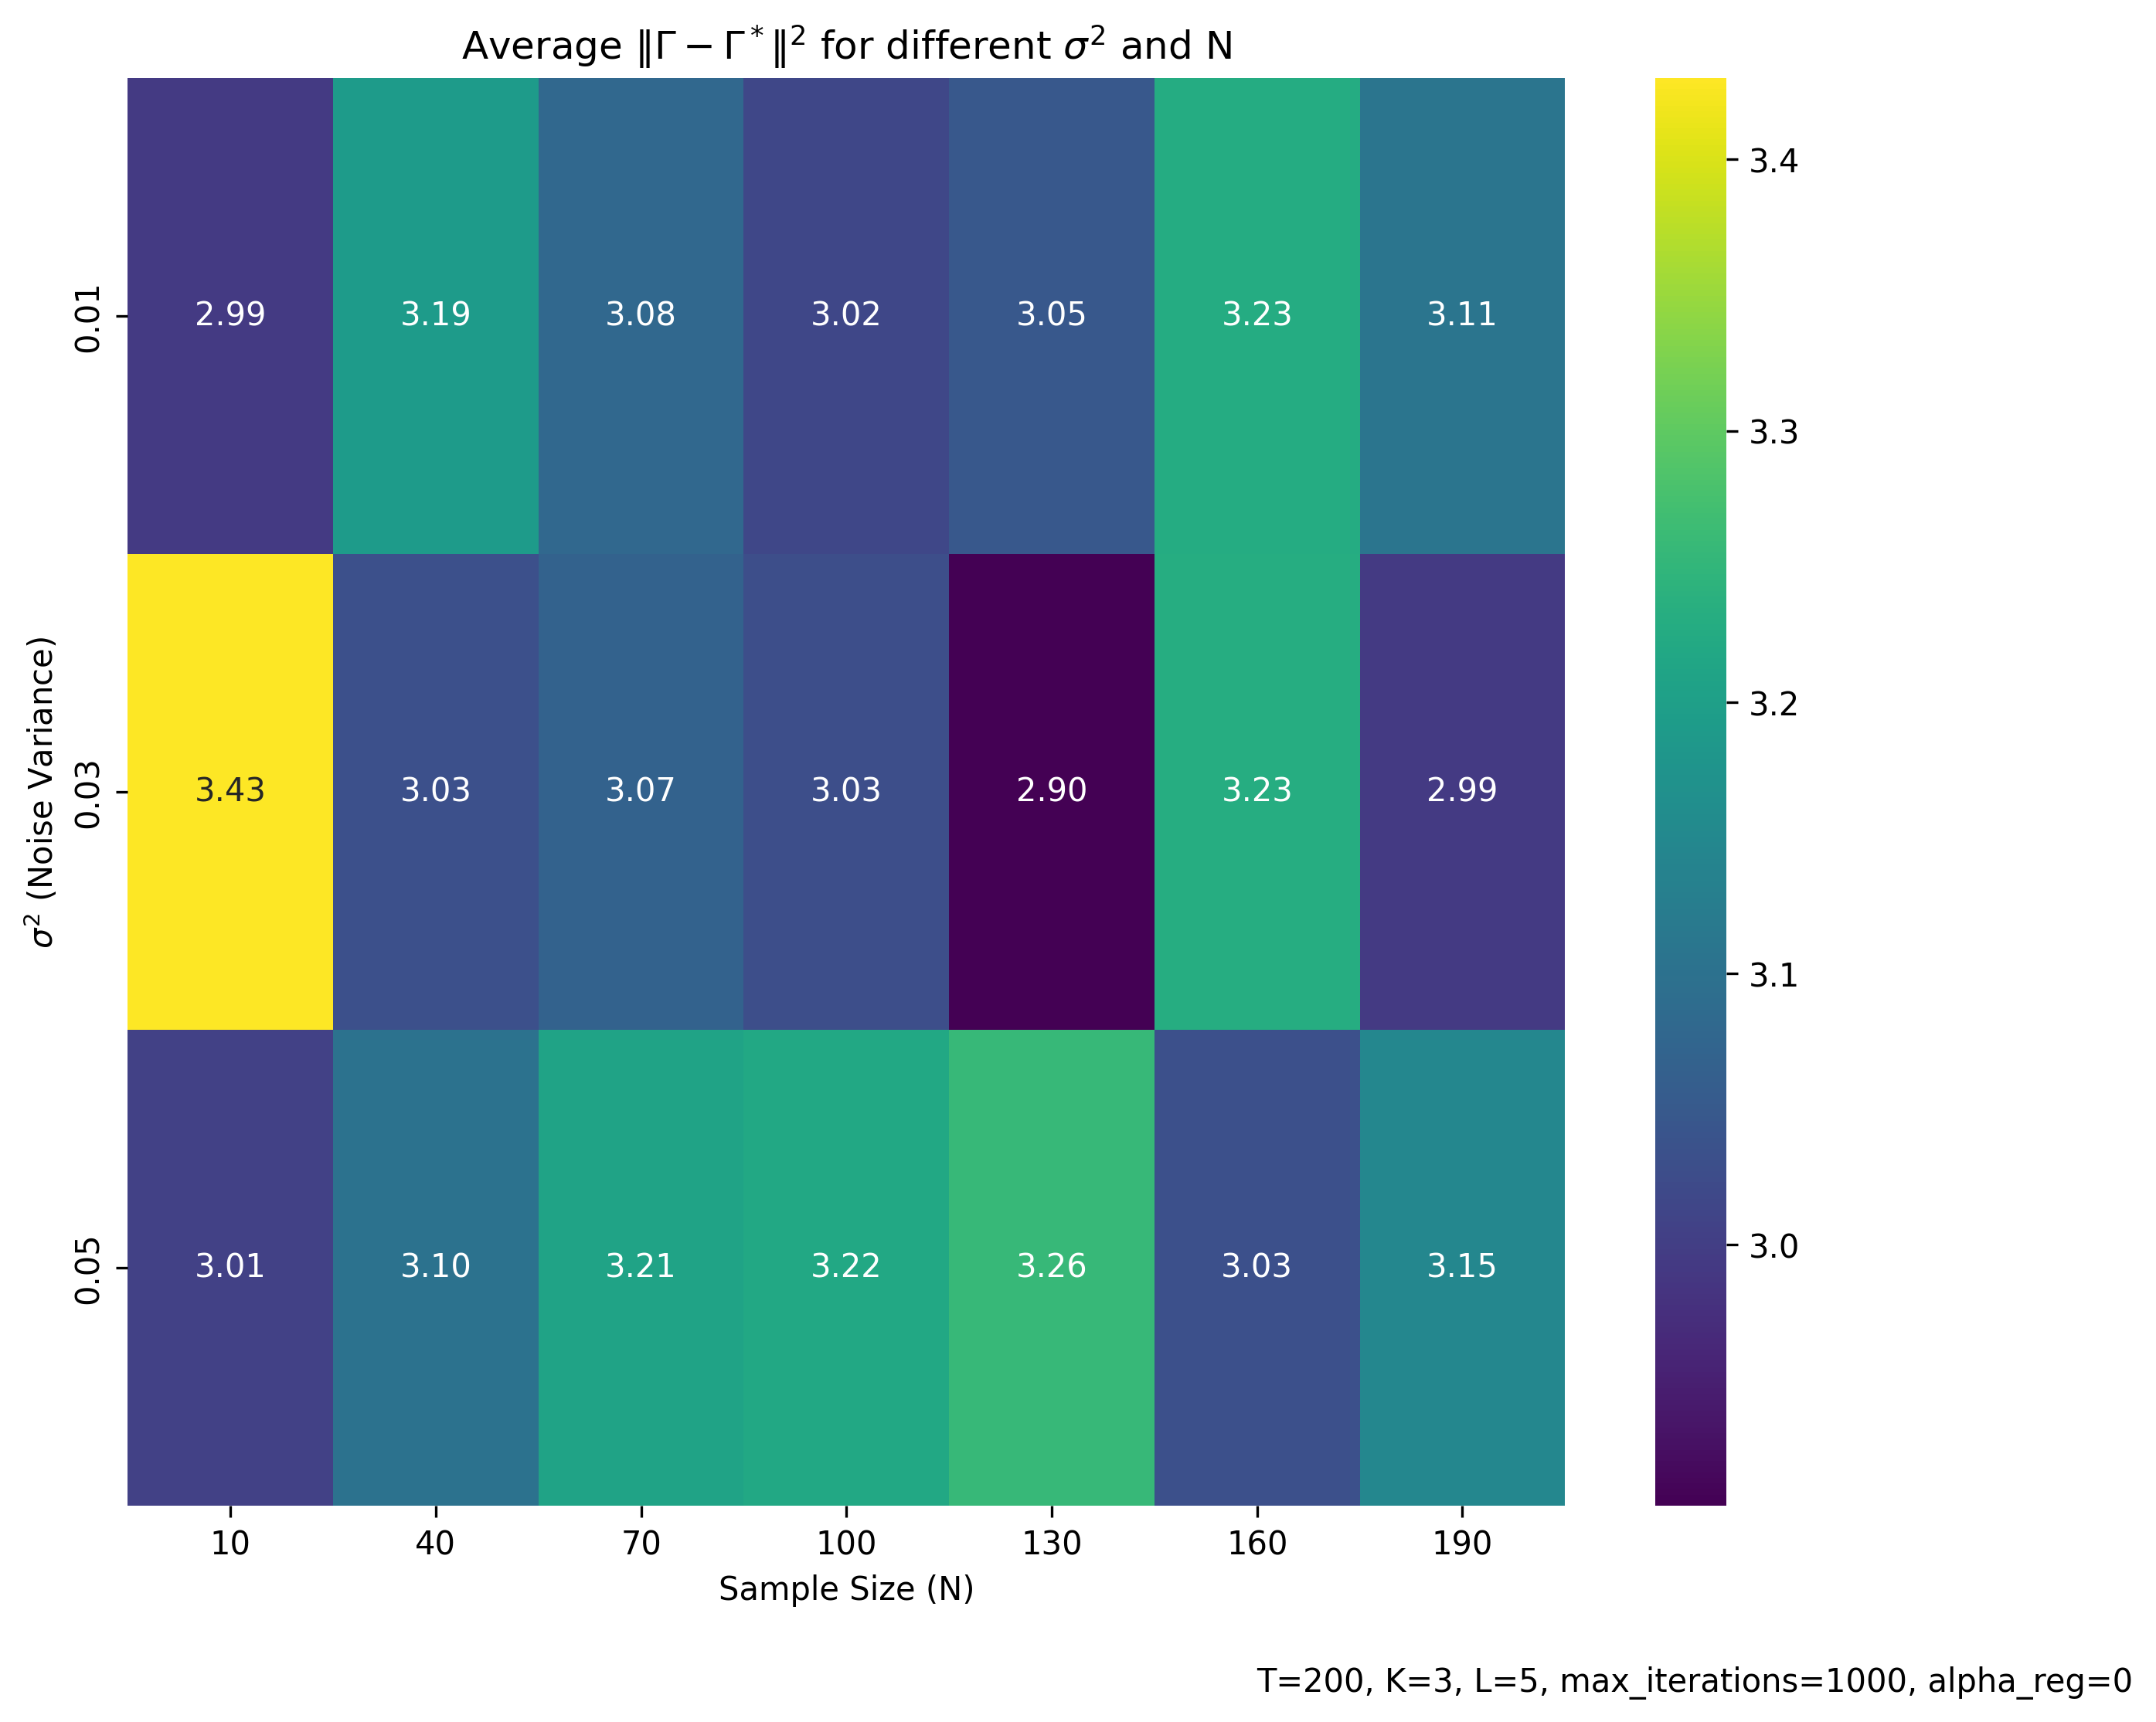 Average ‖Γ − Γ*‖² for different σ² and N
σ² (Noise Variance)
0.01
2.99 3.19 3.08 3.02 3.05 3.23 3.11
0.03
3.43 3.03 3.07 3.03 2.90 3.23 2.99
0.05
3.01 3.10 3.21 3.22 3.26 3.03 3.15
10 40 70 100 130 160 190
Sample Size (N)
3.4
3.3
3.2
3.1
3.0
T=200, K=3, L=5, max_iterations=1000, alpha_reg=0